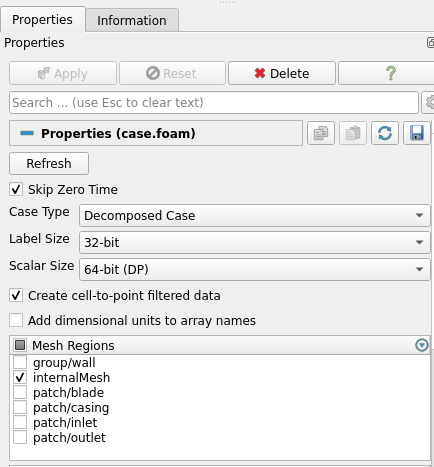 Properties
Information
Properties
Apply
Reset
Delete
?
Search ... (use Esc to clear text)
Properties (case.foam)
Refresh
Skip Zero Time
Case Type
Decomposed Case
Label Size
32-bit
Scalar Size
64-bit (DP)
Create cell-to-point filtered data
Add dimensional units to array names
Mesh Regions
group/wall
internalMesh
patch/blade
patch/casing
patch/inlet
patch/outlet